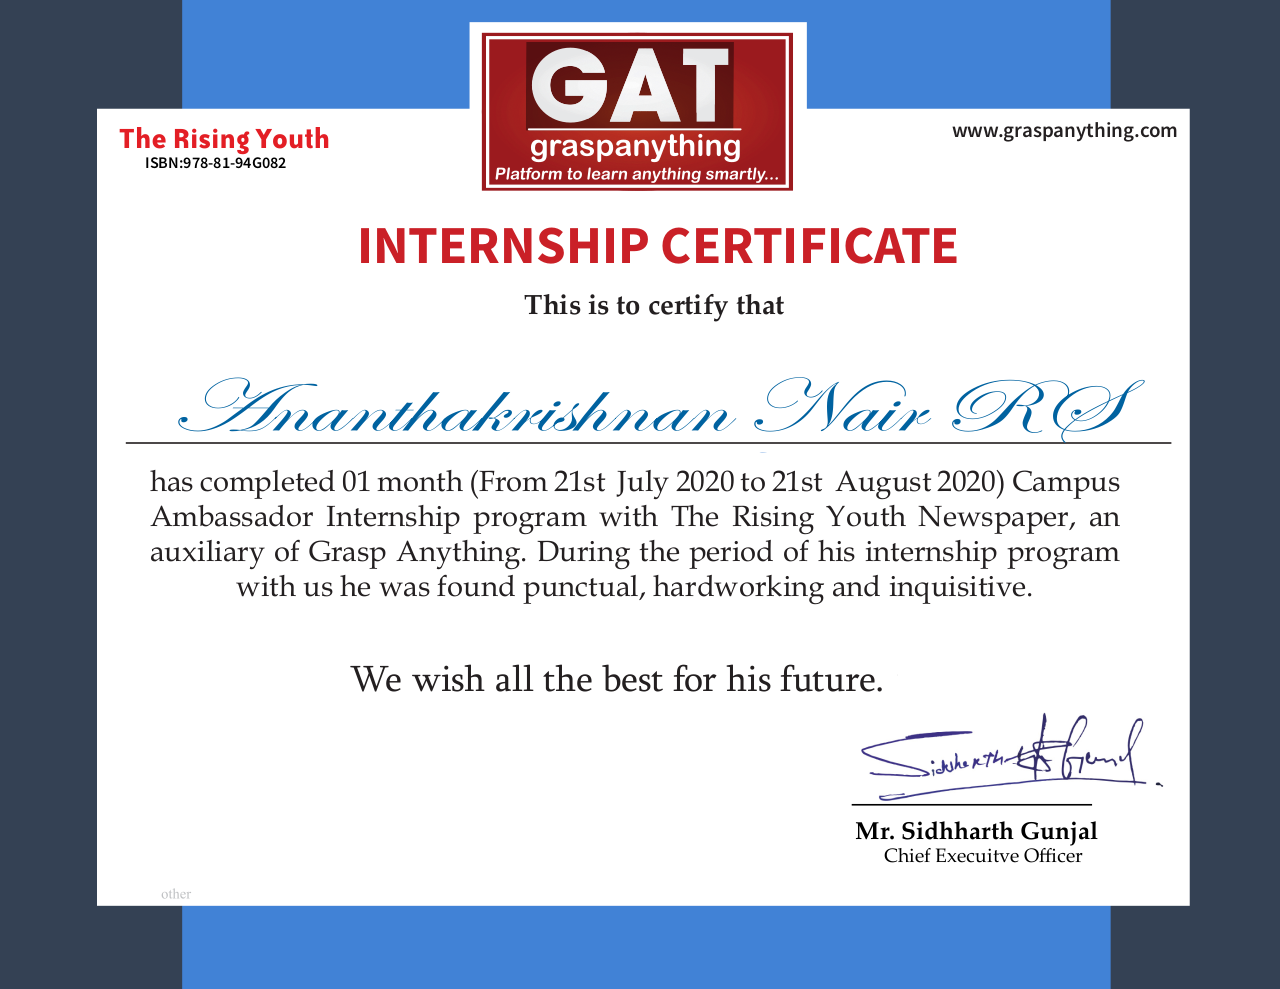 GAT
graspanything
Platform to learn anything smartly...
The Rising Youth
ISBN:978-81-94G082
www.graspanything.com
INTERNSHIP CERTIFICATE
This is to certify that
Ananthakrishnan Nair RS
has completed 01 month (From 21st July 2020 to 21st August 2020) Campus
Ambassador Internship program with The Rising Youth Newspaper, an
auxiliary of Grasp Anything. During the period of his internship program
with us he was found punctual, hardworking and inquisitive.
We wish all the best for his future.
Mr. Sidhharth Gunjal
Chief Execuitve Officer
other